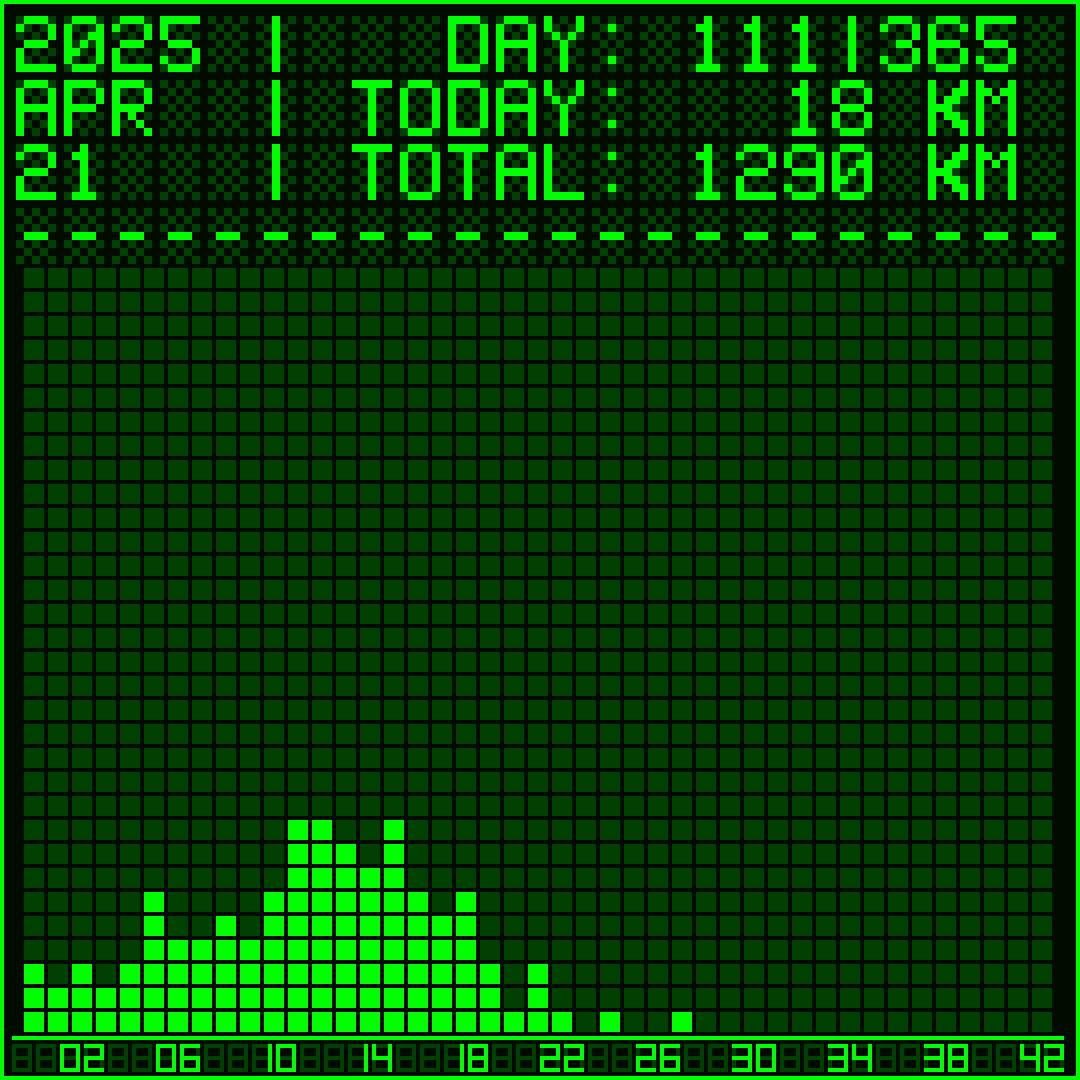 2025 | DAY: 111|365
APR | TODAY: 18 KM
21 | TOTAL: 1290 KM
- - - - - - - - - - - - - - - - - - - - - -
02 06 10 14 18 22 26 30 34 38 42